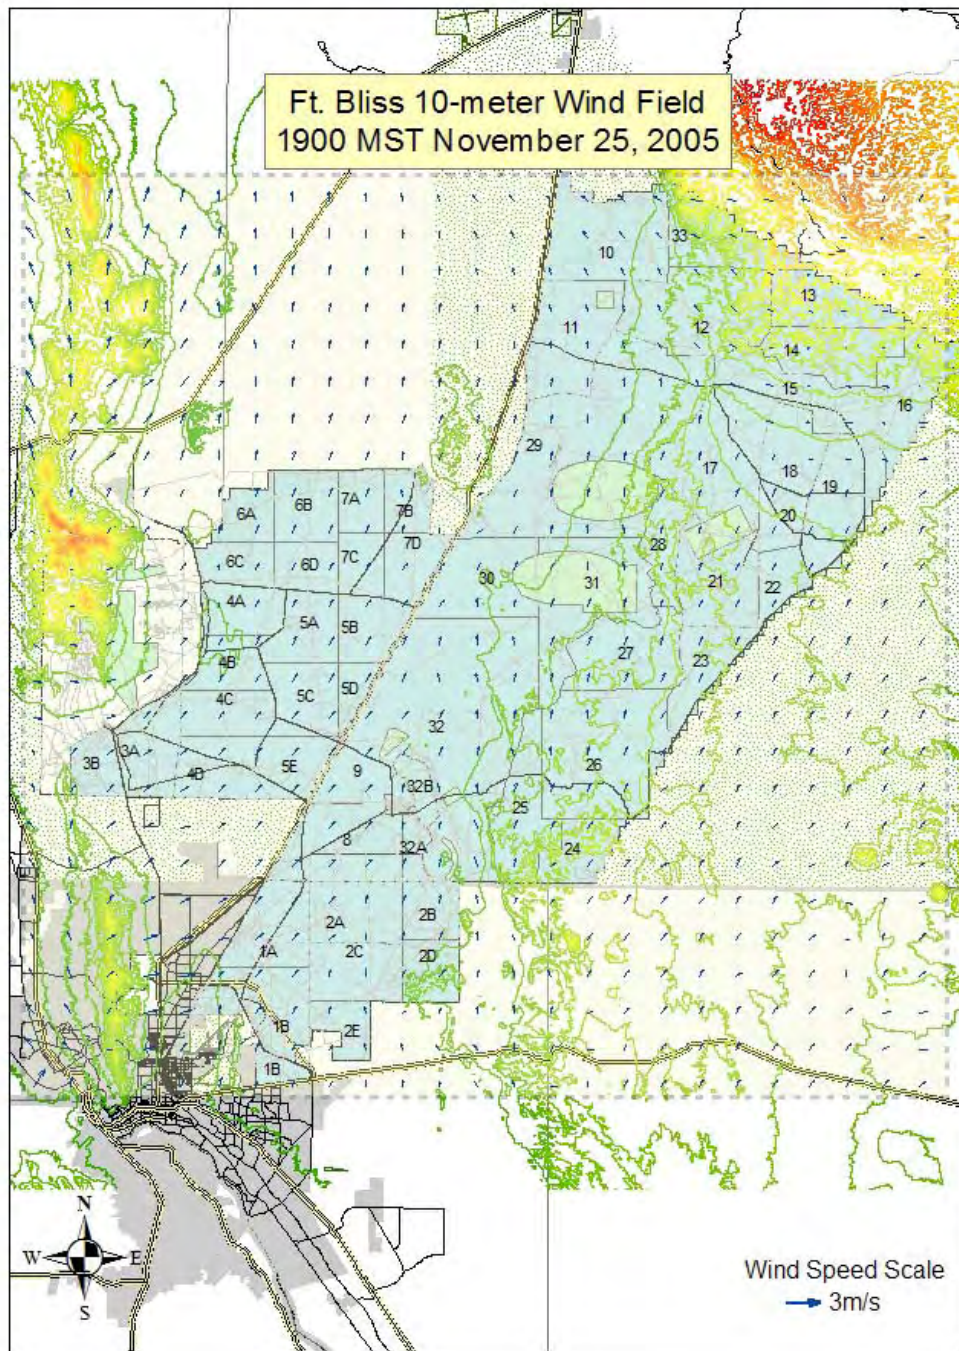 Ft. Bliss 10-meter Wind Field
1900 MST November 25, 2005
33
10
13
11
12
14
15
16
29
17
18
19
6A
6B
7A
7B
20
7D
28
6C
6D
7C
30
31
21
22
4A
5A
5B
4B
27
23
4C
5C
5D
32
3A
3B
4D
5E
9
26
32B
25
8
32A
24
2A
2B
1A
2C
2D
1B
2E
1B
N
W
E
S
Wind Speed Scale
3m/s